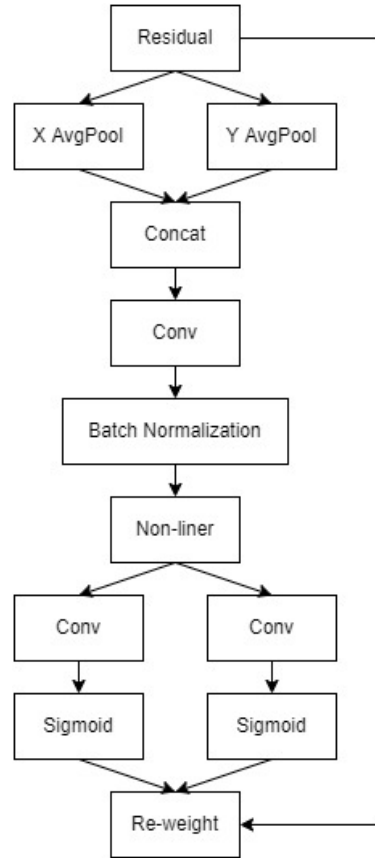 Residual
X AvgPool
Y AvgPool
Concat
Conv
Batch Normalization
Non-liner
Conv
Conv
Sigmoid
Sigmoid
Re-weight